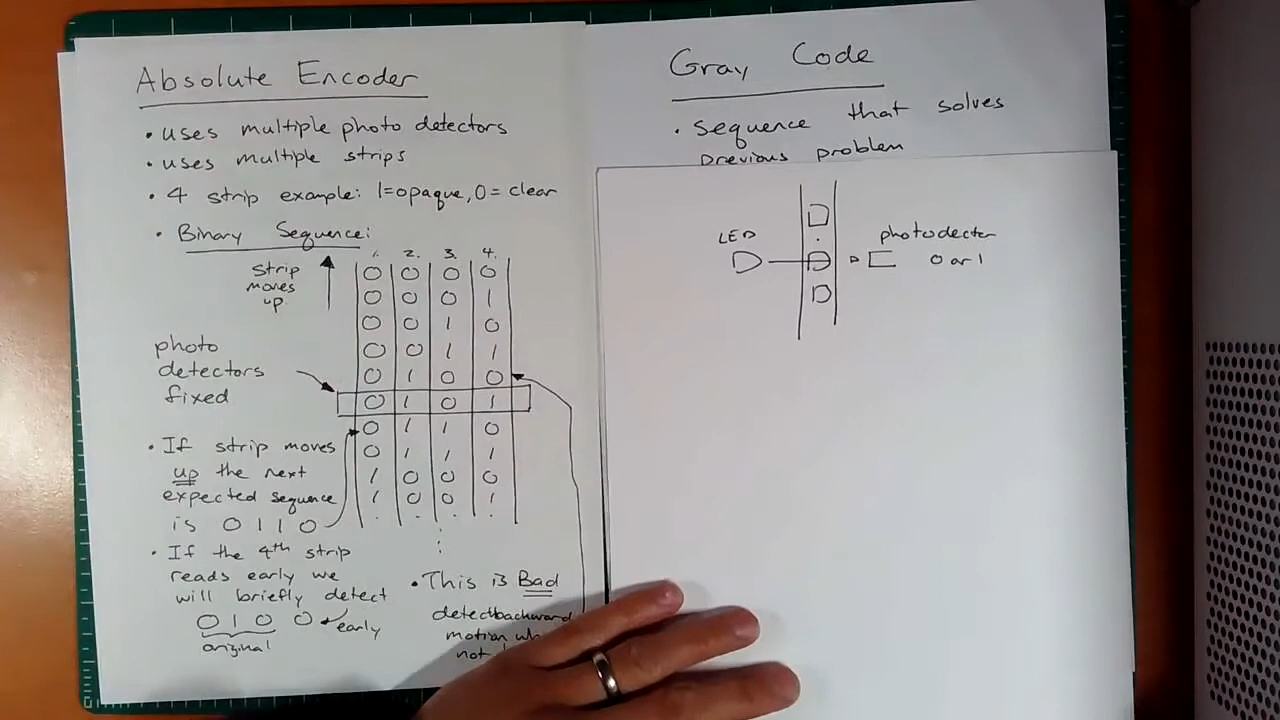 Absolute Encoder
• uses multiple photo detectors
• uses multiple strips
• 4 strip example: 1=opaque, 0=clear
• Binary Sequence:
1. 2. 3. 4.
strip moves up
0 0 0 0
0 0 0 1
0 0 1 0
0 0 1 1
0 1 0 0
0 1 0 1
0 1 1 0
0 1 1 1
1 0 0 0
1 0 0 1
photo
detectors
fixed
• If strip moves
up the next
expected sequence
is 0 1 1 0
• If the 4th strip
reads early we
will briefly detect
0 1 0 0 early
original
• This is Bad
detect backward
motion
Gray Code
• sequence that solves
previous problem
LED
photodecter
0 or 1